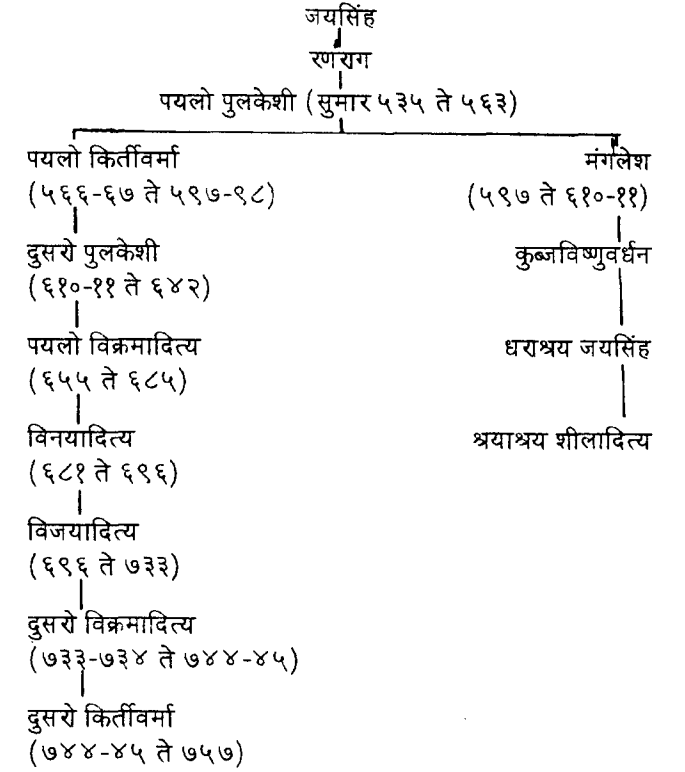 जयसिंह
रणराग
पयलो पुलकेशी (सुमार ५३५ ते ५६३)
पयलो किर्तीवर्मा
(५६६-६७ ते ५९७-९८)
मंगलेश
(५९७ ते ६१०-११)
दुसरो पुलकेशी
(६१०-११ ते ६४२)
कुब्जविष्णुवर्धन
पयलो विक्रमादित्य
(६५५ ते ६८५)
धराश्रय जयसिंह
विनयादित्य
(६८१ ते ६९६)
श्रयाश्रय शीलादित्य
विजयादित्य
(६९६ ते ७३३)
दुसरो विक्रमादित्य
(७३३-७३४ ते ७४४-४५)
दुसरो किर्तीवर्मा
(७४४-४५ ते ७५७)